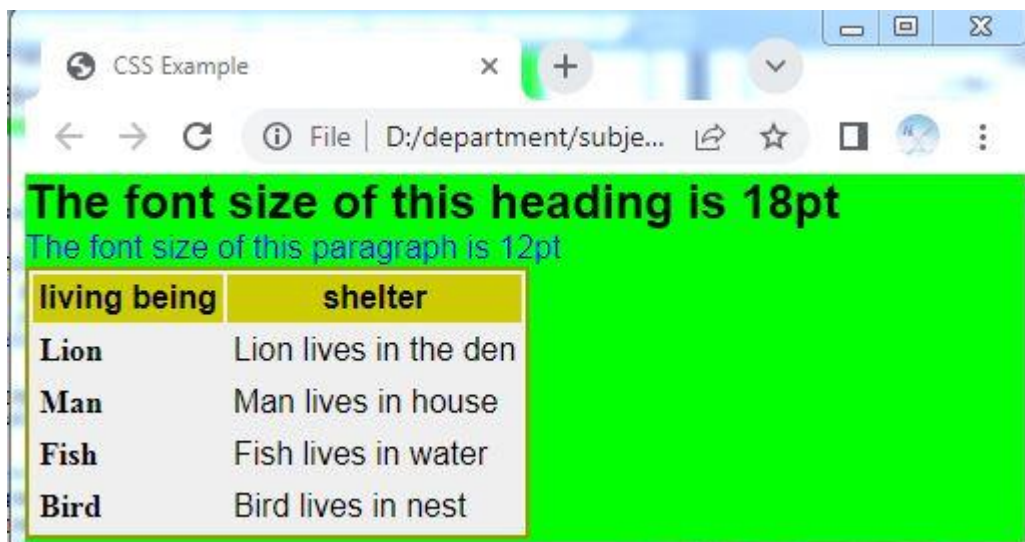 CSS Example
File | D:/department/subje...
The font size of this heading is 18pt
The font size of this paragraph is 12pt
living being shelter
Lion Lion lives in the den
Man Man lives in house
Fish Fish lives in water
Bird Bird lives in nest